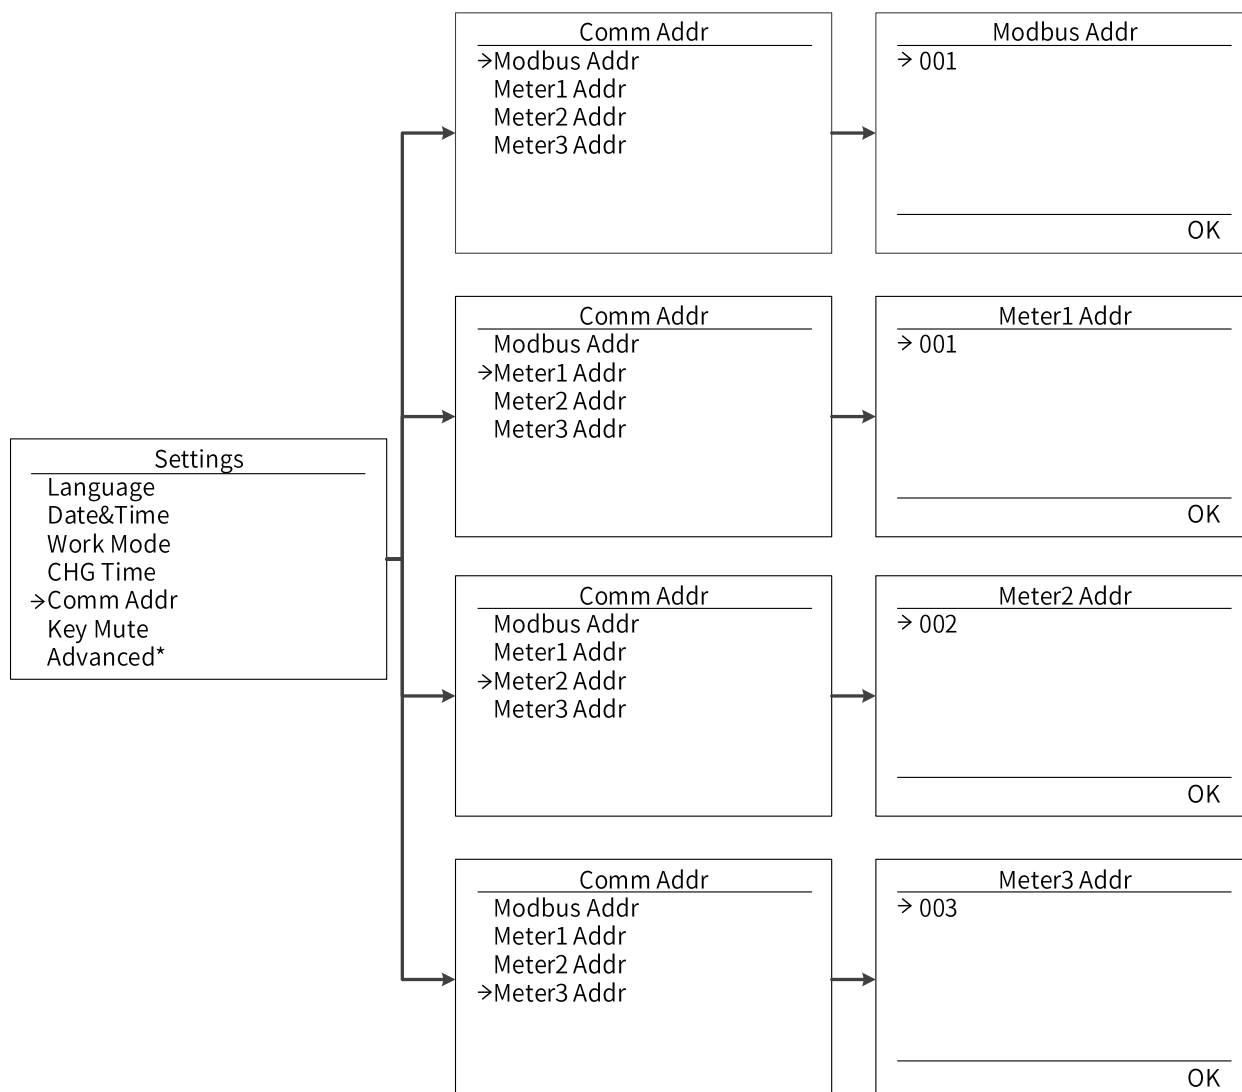 Settings
Language
Date&Time
Work Mode
CHG Time
→Comm Addr
Key Mute
Advanced*
Comm Addr
→Modbus Addr
Meter1 Addr
Meter2 Addr
Meter3 Addr
Modbus Addr
→ 001
OK
Comm Addr
Modbus Addr
→Meter1 Addr
Meter2 Addr
Meter3 Addr
Meter1 Addr
→ 001
OK
Comm Addr
Modbus Addr
Meter1 Addr
→Meter2 Addr
Meter3 Addr
Meter2 Addr
→ 002
OK
Comm Addr
Modbus Addr
Meter1 Addr
Meter2 Addr
→Meter3 Addr
Meter3 Addr
→ 003
OK